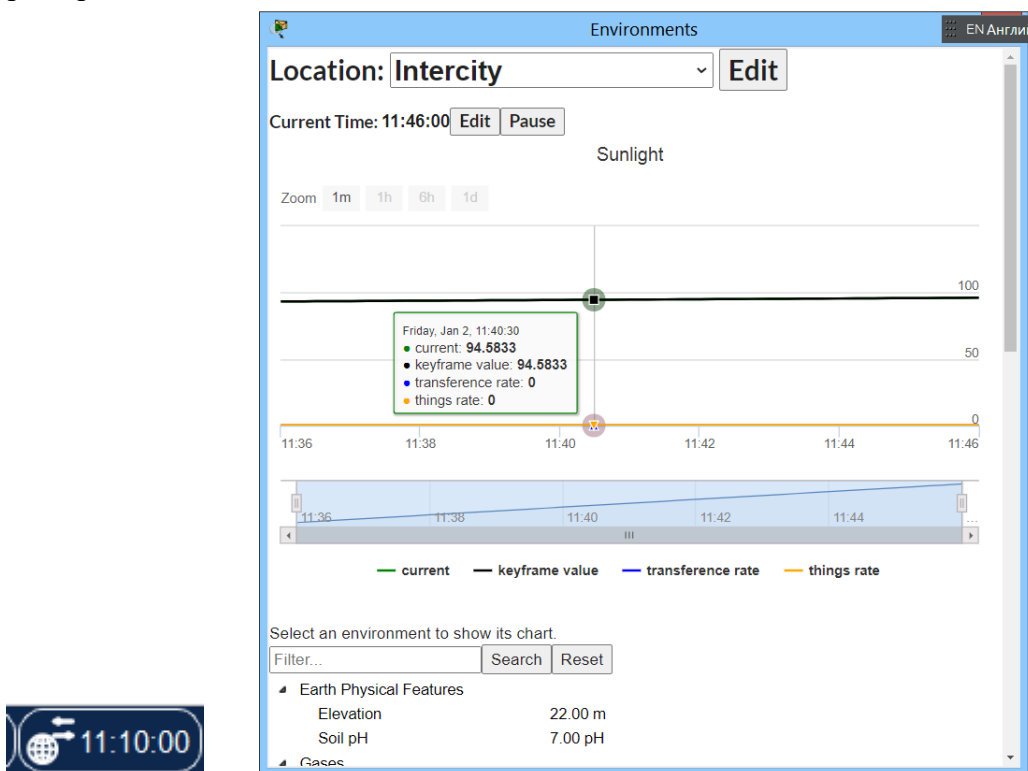 Environments
EN Англий
Location: Intercity Edit
Current Time: 11:46:00 Edit Pause
Sunlight
Zoom 1m 1h 6h 1d
100
Friday, Jan 2, 11:40:30
current: 94.5833
keyframe value: 94.5833
transference rate: 0
things rate: 0
50
0
11:36 11:38 11:40 11:42 11:44 11:46
11:36 11:38 11:40 11:42 11:44 ...
current keyframe value transference rate things rate
Select an environment to show its chart.
Filter... Search Reset
Earth Physical Features
Elevation 22.00 m
Soil pH 7.00 pH
Gases
11:10:00